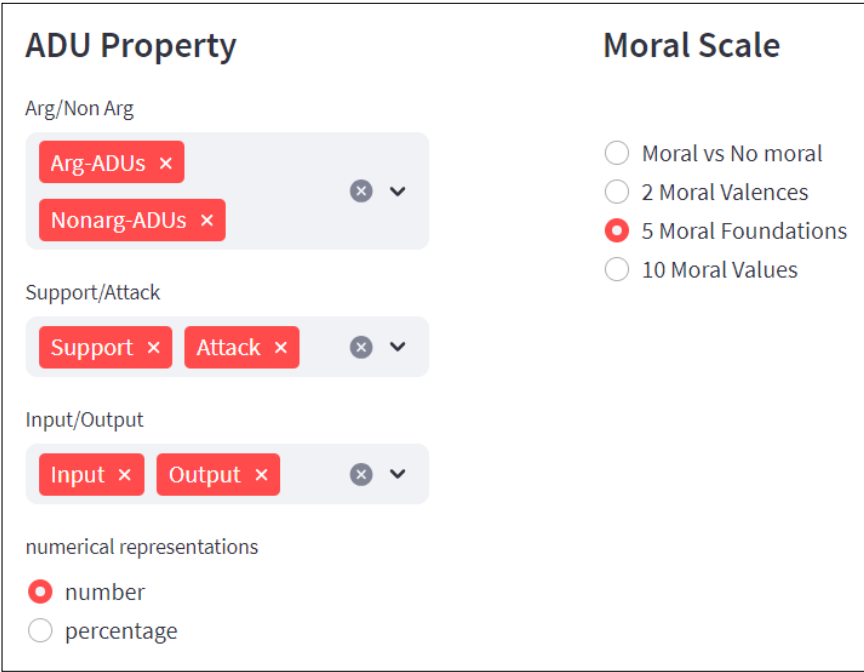 ADU Property
Arg/Non Arg
Arg-ADUs ×
Nonarg-ADUs ×
Support/Attack
Support × Attack ×
Input/Output
Input × Output ×
numerical representations
number
percentage
Moral Scale
Moral vs No moral
2 Moral Valences
5 Moral Foundations
10 Moral Values